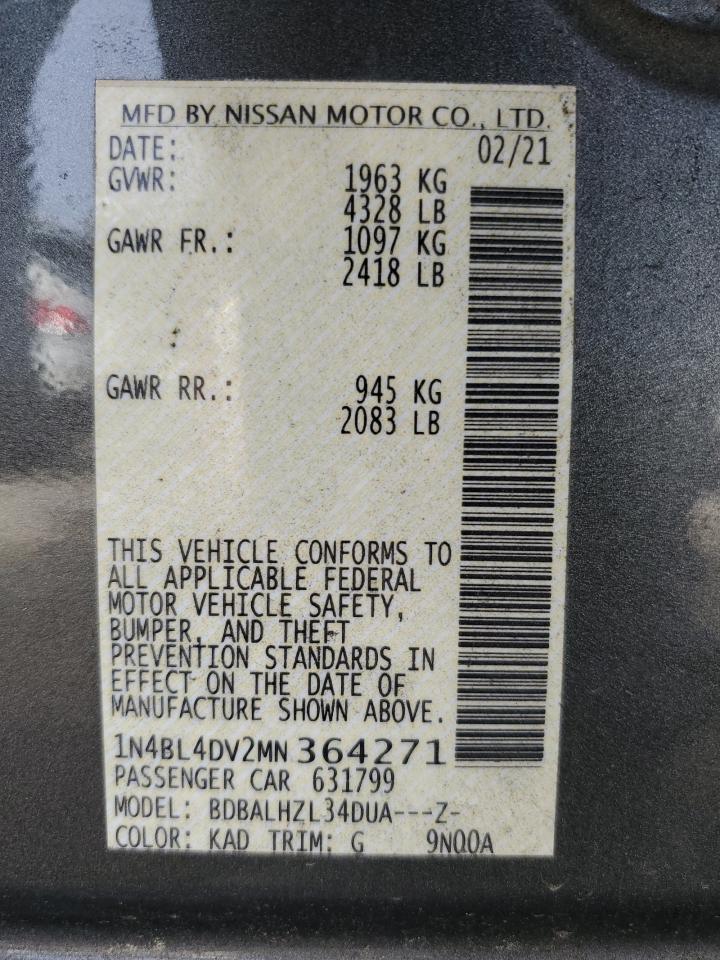 MFD BY NISSAN MOTOR CO., LTD.
DATE: 02/21
GVWR: 1963 KG
4328 LB
GAWR FR.: 1097 KG
2418 LB
GAWR RR.: 945 KG
2083 LB
THIS VEHICLE CONFORMS TO
ALL APPLICABLE FEDERAL
MOTOR VEHICLE SAFETY,
BUMPER, AND THEFT
PREVENTION STANDARDS IN
EFFECT ON THE DATE OF
MANUFACTURE SHOWN ABOVE.
1N4BL4DV2MN 364271
PASSENGER CAR 631799
MODEL: BDBALHZL34DUA---Z-
COLOR: KAD TRIM: G 9NQ0A